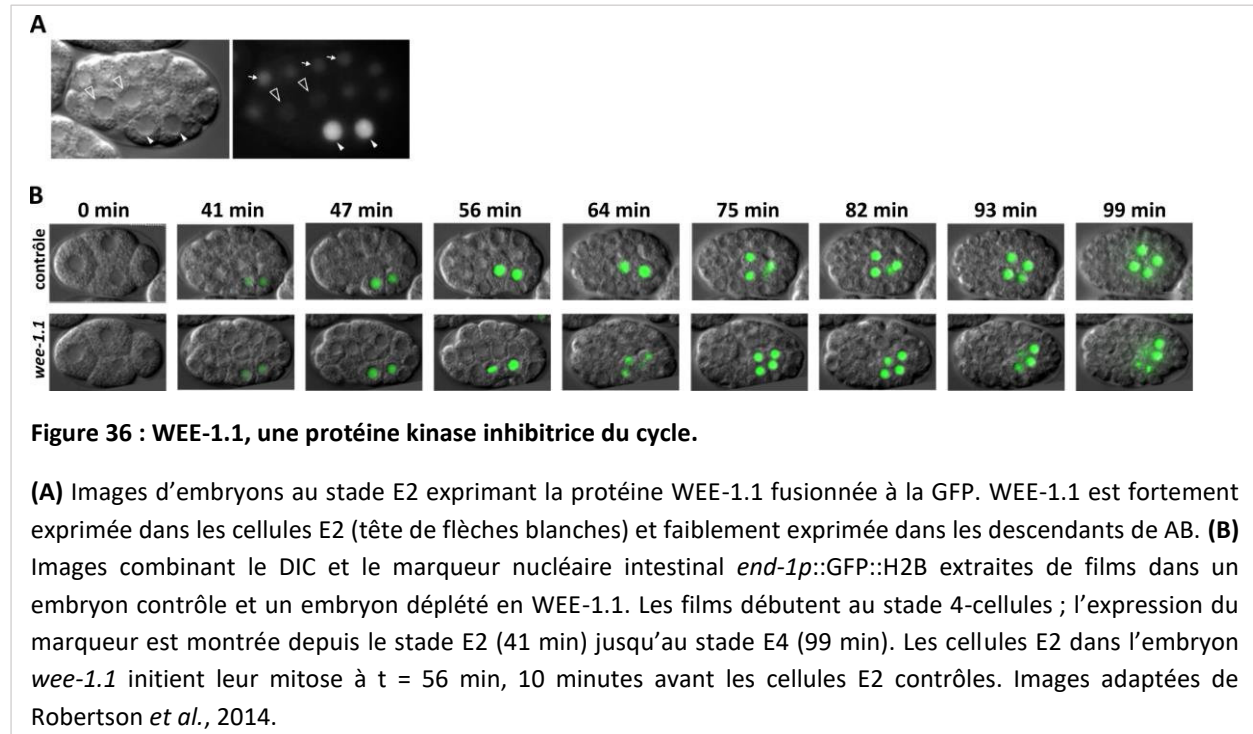 A
B
0 min 41 min 47 min 56 min 64 min 75 min 82 min 93 min 99 min
contrôle
wee-1.1
Figure 36 : WEE-1.1, une protéine kinase inhibitrice du cycle.
(A) Images d’embryons au stade E2 exprimant la protéine WEE-1.1 fusionnée à la GFP. WEE-1.1 est fortement
exprimée dans les cellules E2 (tête de flèches blanches) et faiblement exprimée dans les descendants de AB. (B)
Images combinant le DIC et le marqueur nucléaire intestinal end-1p::GFP::H2B extraites de films dans un
embryon contrôle et un embryon déplété en WEE-1.1. Les films débutent au stade 4-cellules ; l’expression du
marqueur est montrée depuis le stade E2 (41 min) jusqu’au stade E4 (99 min). Les cellules E2 dans l’embryon
wee-1.1 initient leur mitose à t = 56 min, 10 minutes avant les cellules E2 contrôles. Images adaptées de
Robertson et al., 2014.